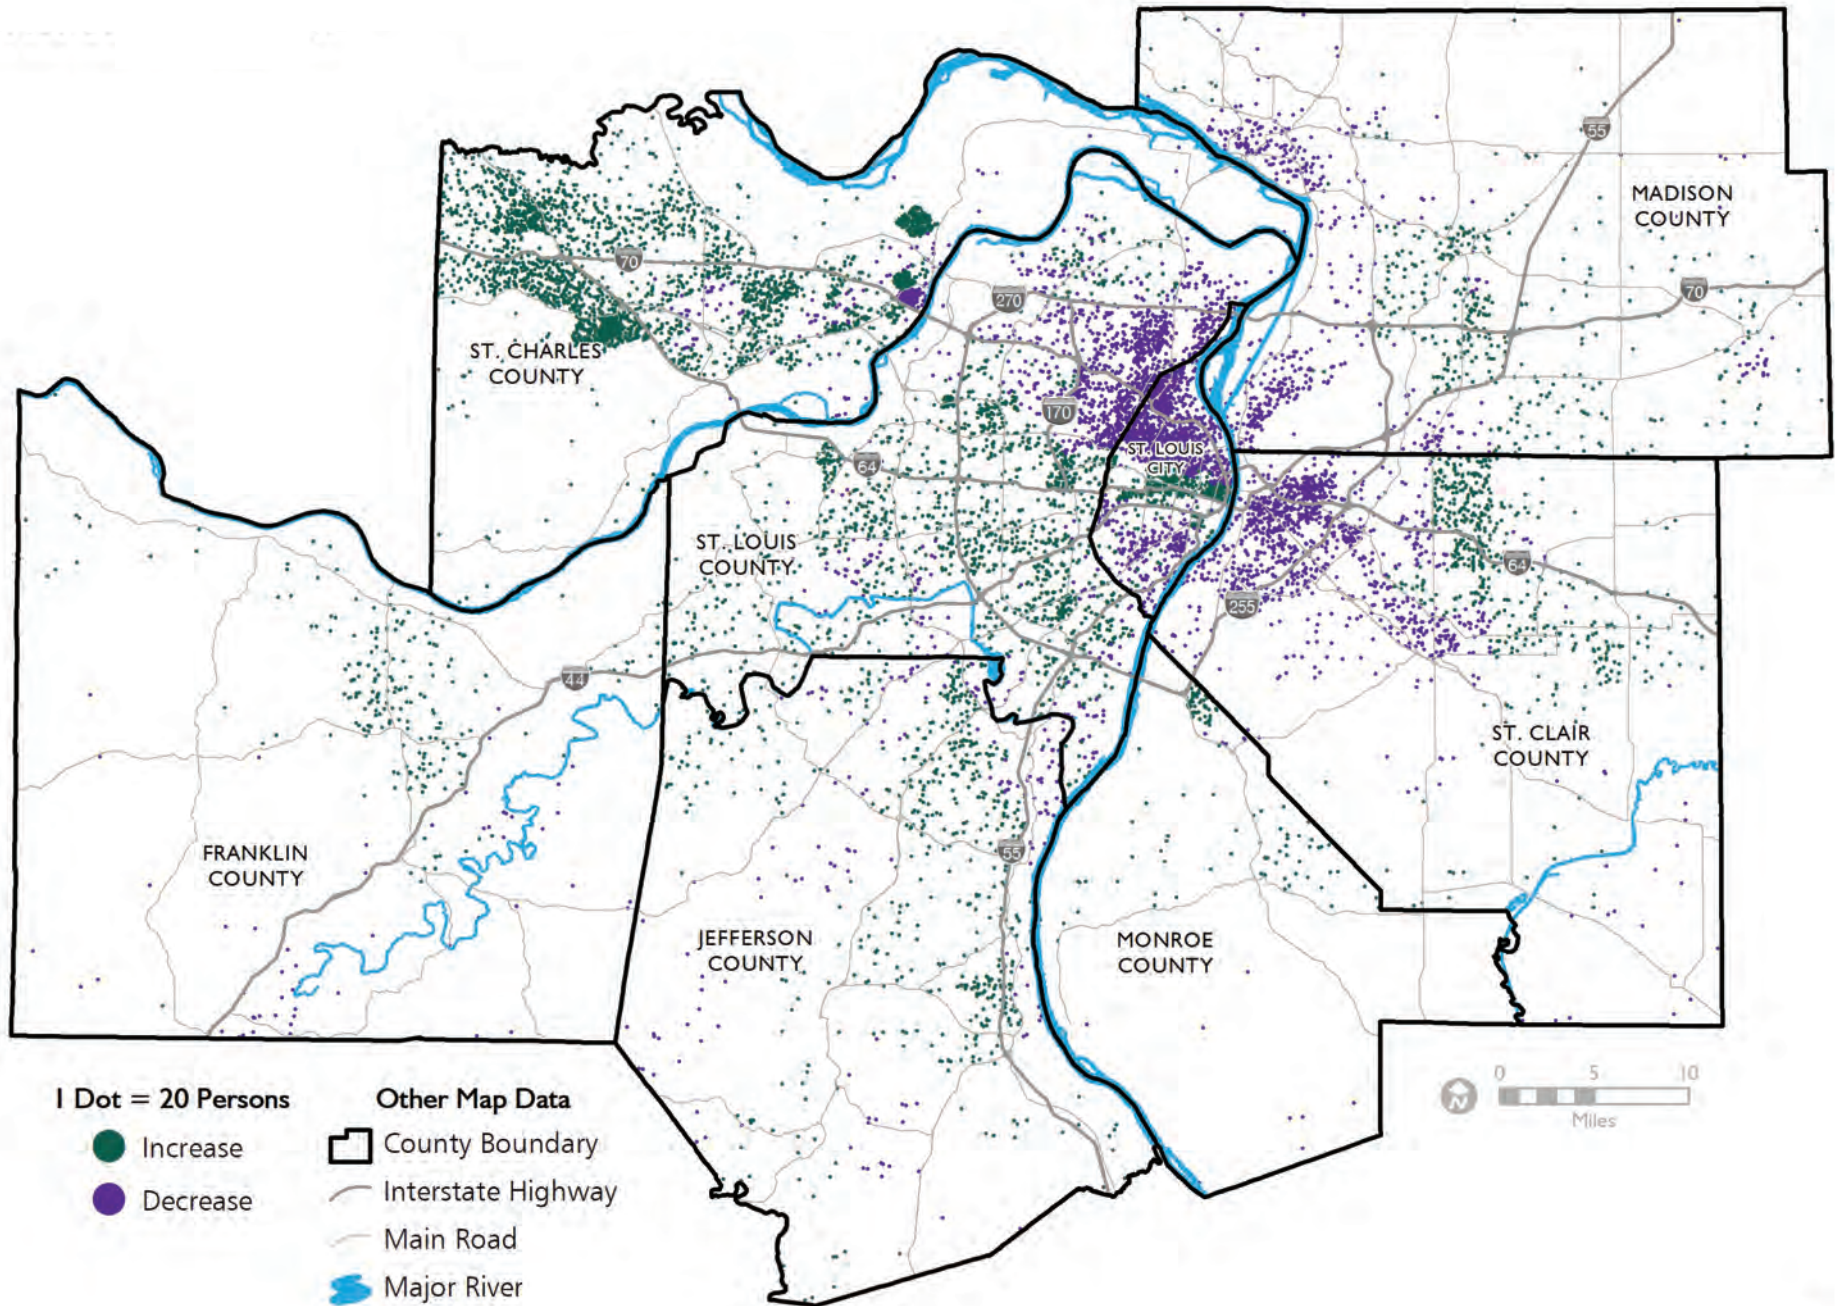 55
MADISON
COUNTY
70
70
270
ST. CHARLES
COUNTY
170
ST. LOUIS
CITY
64
ST. LOUIS
COUNTY
64
255
44
ST. CLAIR
COUNTY
FRANKLIN
COUNTY
55
JEFFERSON
COUNTY
MONROE
COUNTY
1 Dot = 20 Persons
Increase
Decrease
Other Map Data
County Boundary
Interstate Highway
Main Road
Major River
N
0 5 10
Miles